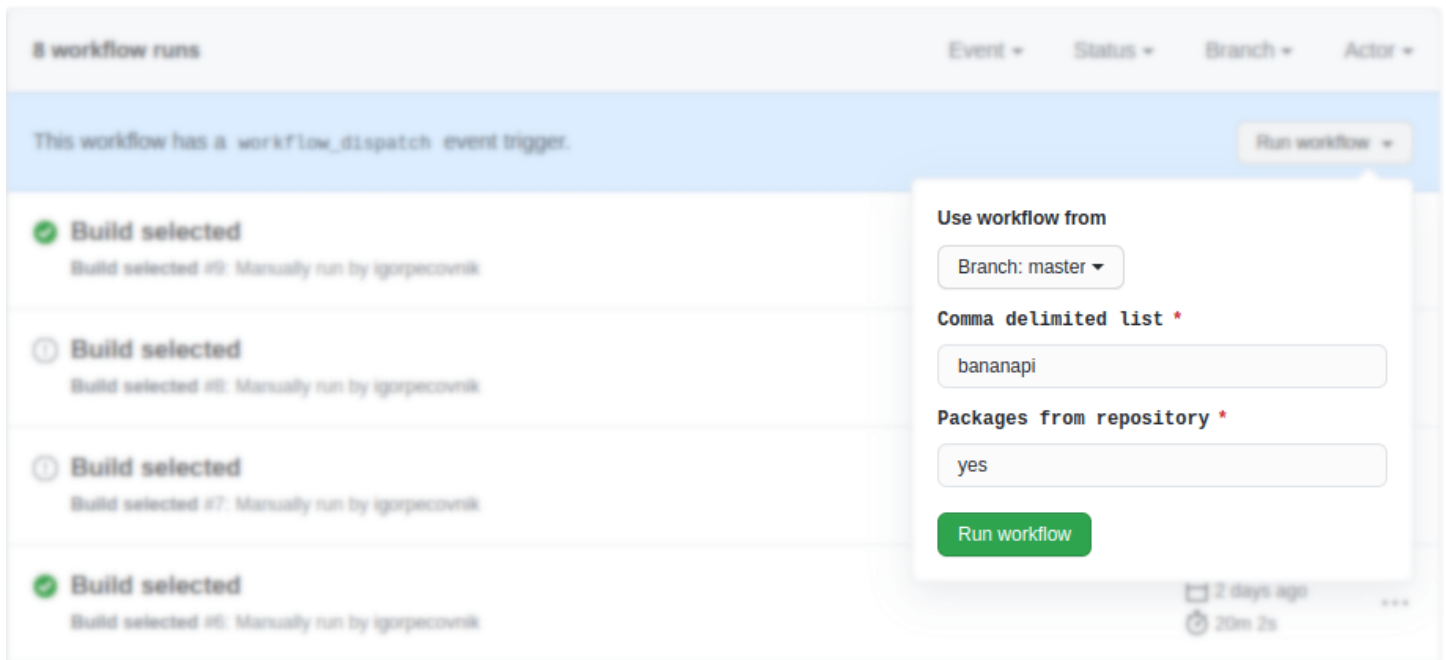 8 workflow runs
Event Status Branch Actor
This workflow has a workflow_dispatch event trigger.
Run workflow
Build selected
Build selected #9: Manually run by igorpecovnik
Build selected
Build selected #8: Manually run by igorpecovnik
Build selected
Build selected #7: Manually run by igorpecovnik
Build selected
Build selected #6: Manually run by igorpecovnik
2 days ago
20m 2s
Use workflow from
Branch: master
Comma delimited list *
bananapi
Packages from repository *
yes
Run workflow